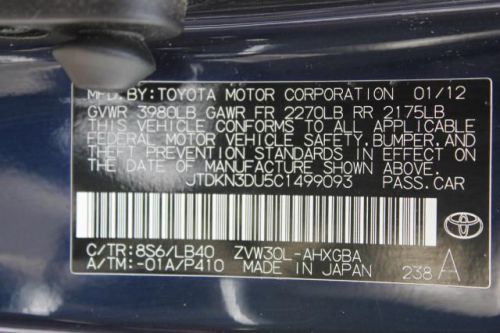 MFD. BY: TOYOTA MOTOR CORPORATION 01/12
GVWR 3980LB GAWR FR 2270LB RR 2175LB
THIS VEHICLE CONFORMS TO ALL APPLICABLE
FEDERAL MOTOR VEHICLE SAFETY, BUMPER, AND
THEFT PREVENTION STANDARDS IN EFFECT ON
THE DATE OF MANUFACTURE SHOWN ABOVE.
JTDKN3DU5C1499093 PASS.CAR
C/TR: 8S6/LB40 ZVW30L-AHXGBA
A/TM: -01A/P410 MADE IN JAPAN 238 A
TOYOTA